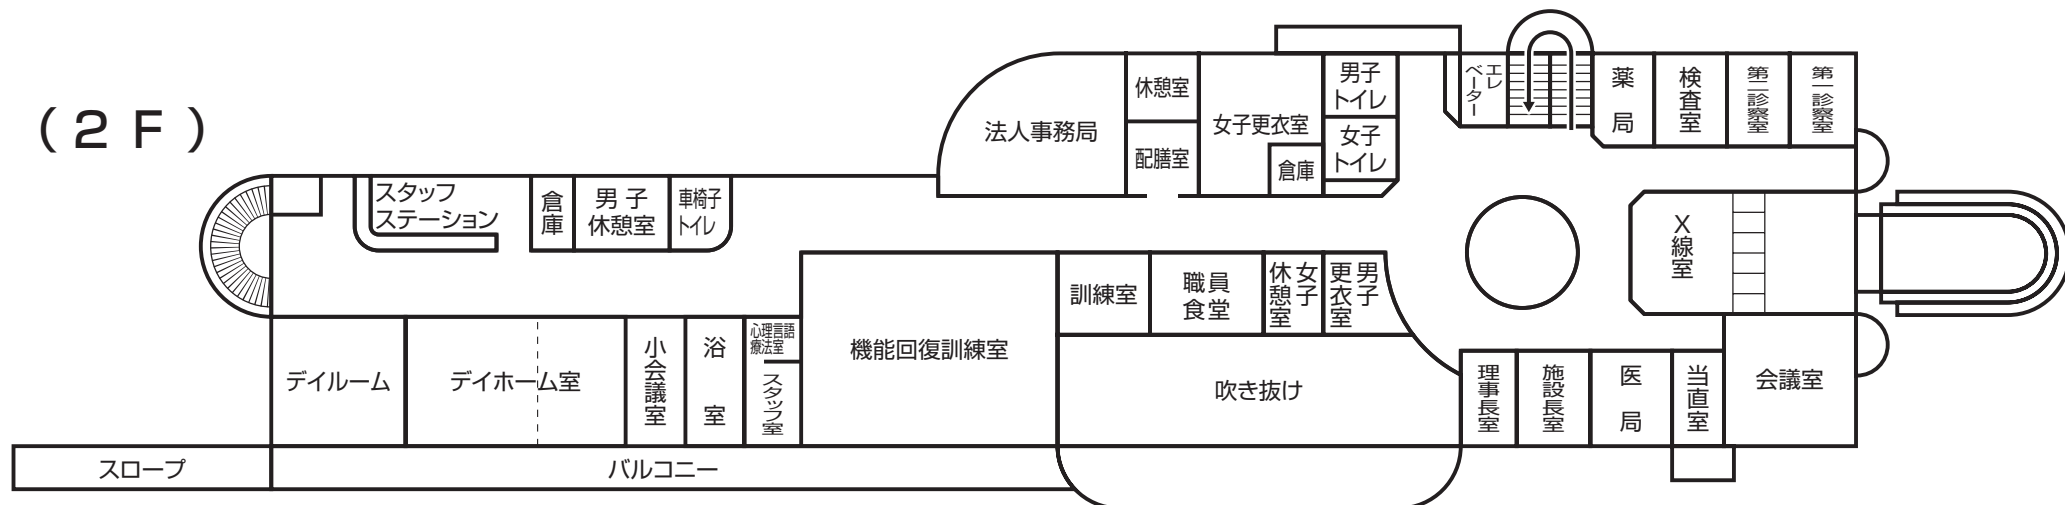 (2F)
法人事務局
休憩室
配膳室
女子更衣室
倉庫
男子
トイレ
女子
トイレ
エレ
ベーター
薬局
検査室
第二診察室
第一診察室
スタッフ
ステーション
倉庫
男子
休憩室
車椅子
トイレ
X線室
訓練室
職員
食堂
女子
休憩室
男子
更衣室
機能回復訓練室
心理言語
療法室
スタッフ室
デイルーム
デイホーム室
小会議室
浴室
吹き抜け
理事長室
施設長室
医局
当直室
会議室
スロープ
バルコニー